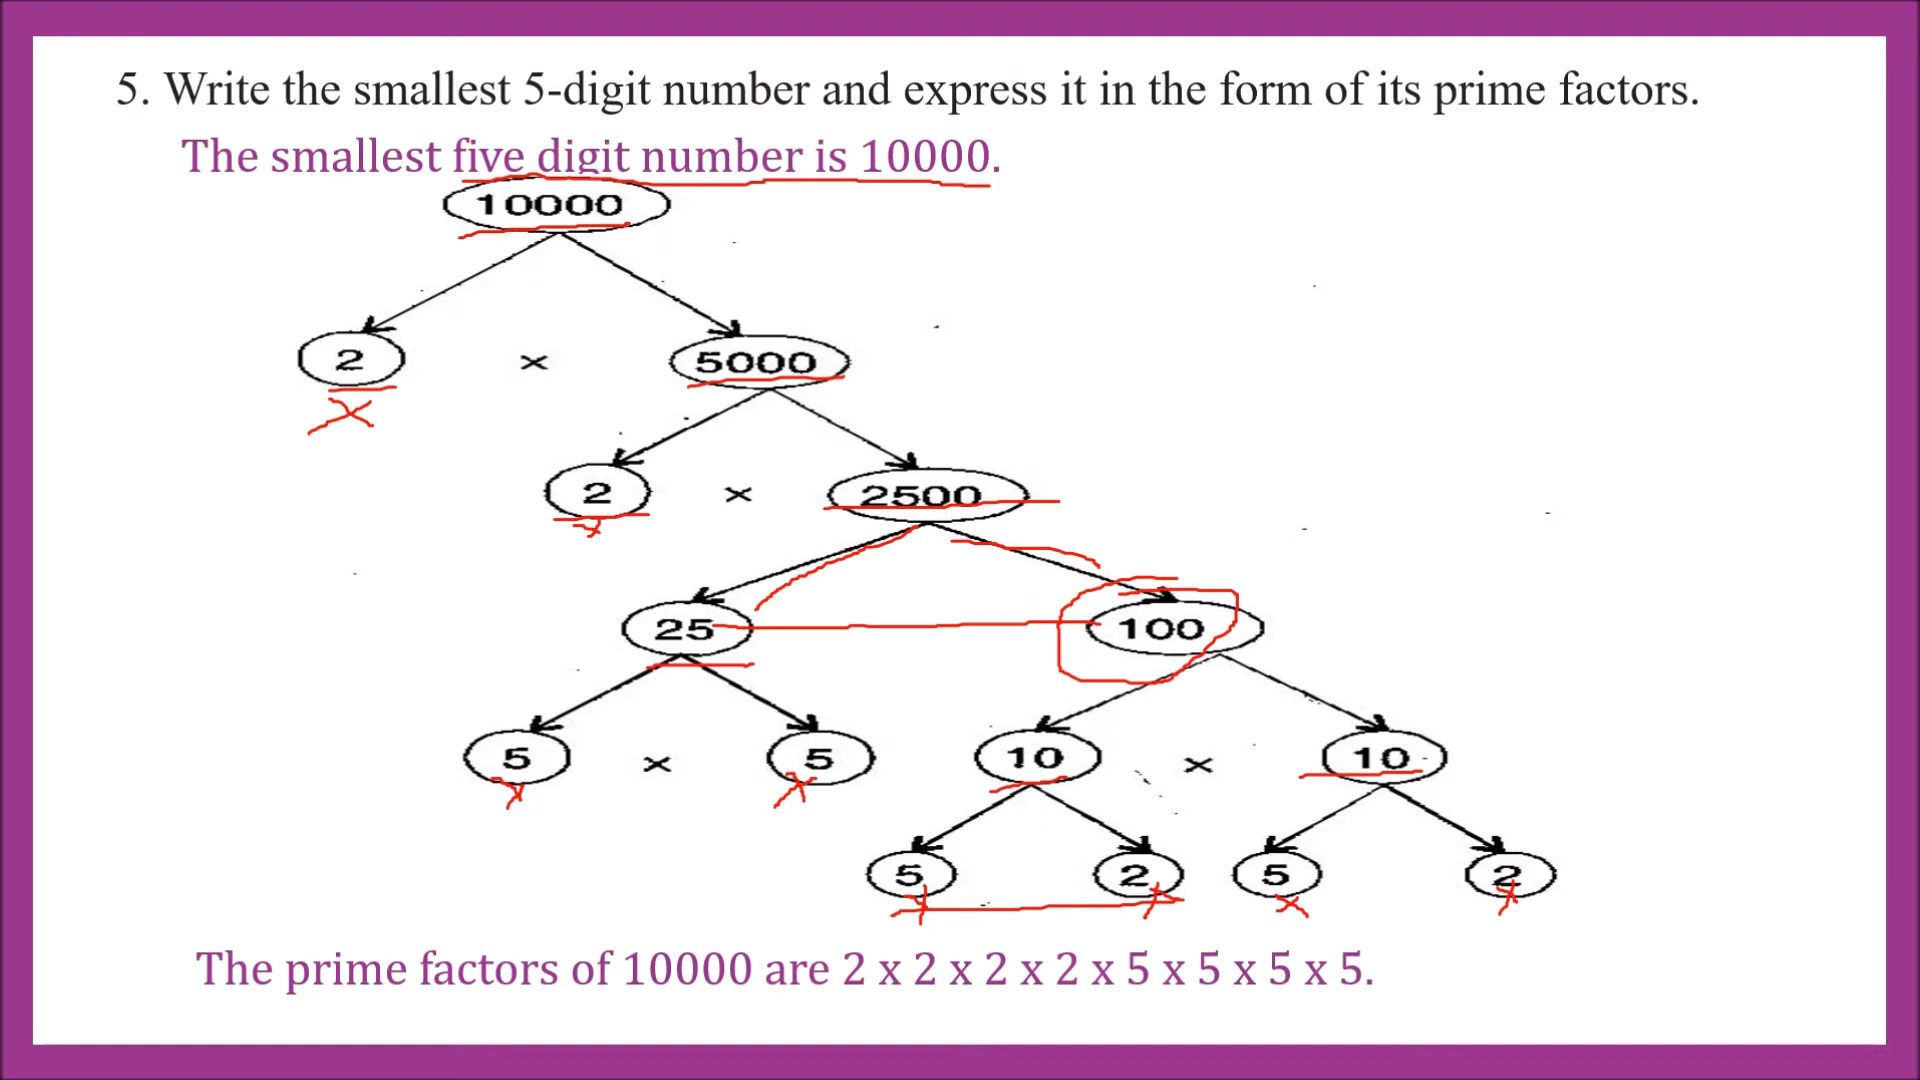 5. Write the smallest 5-digit number and express it in the form of its prime factors.
The smallest five digit number is 10000.
10000
2 x 5000
2 x 2500
25 100
5 x 5 10 x 10
5 2 5 2
The prime factors of 10000 are 2 x 2 x 2 x 2 x 5 x 5 x 5 x 5.